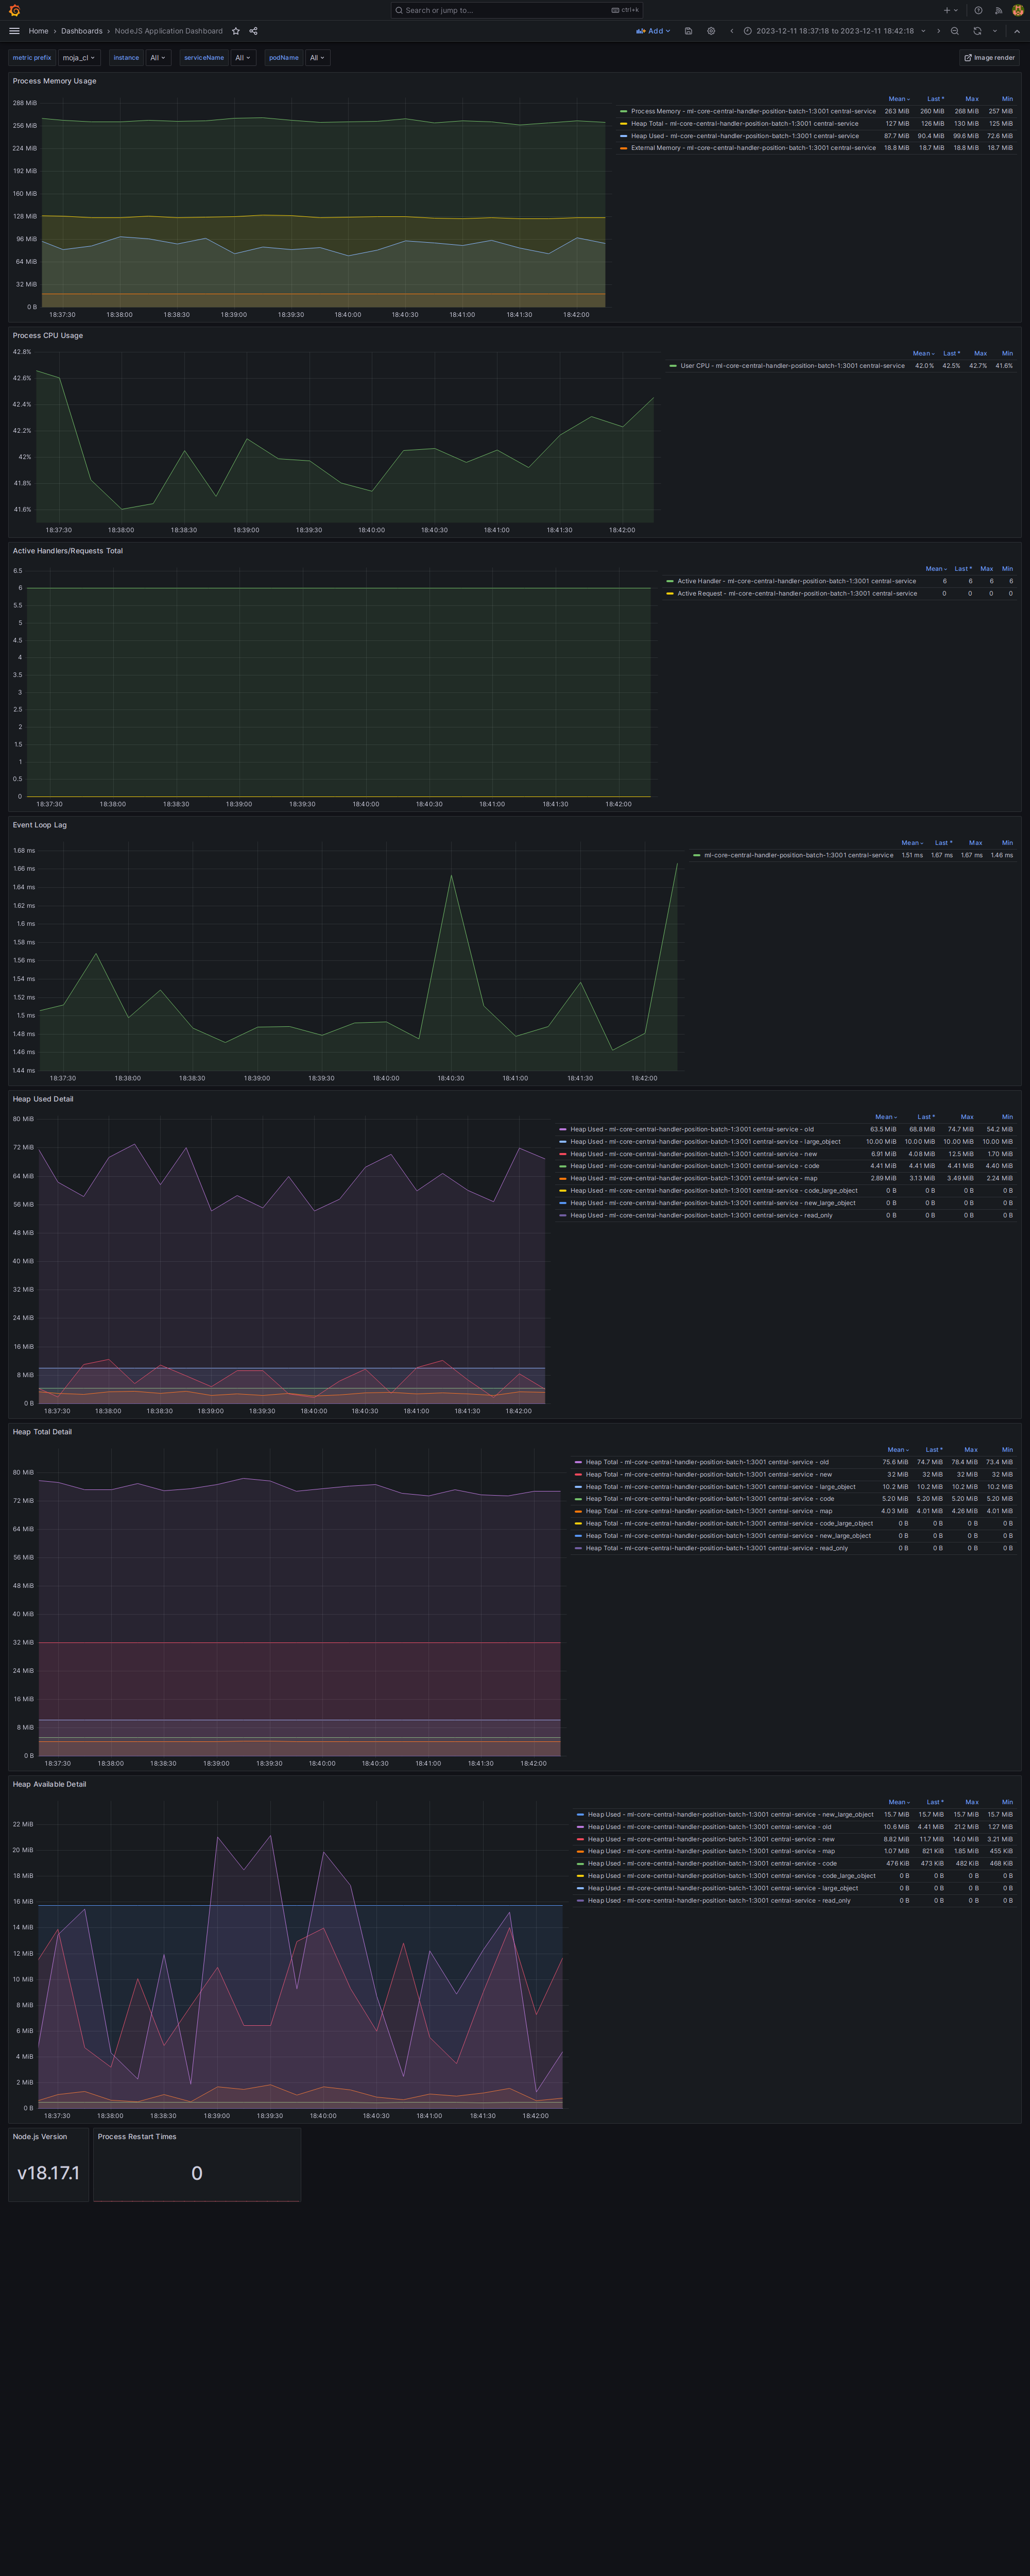 Search or jump to... ctrl+k
Home › Dashboards › NodeJS Application Dashboard Add 2023-12-11 18:37:18 to 2023-12-11 18:42:18
metric prefix moja_cl instance All serviceName All podName All Image render
Process Memory Usage
288 MiB
256 MiB
224 MiB
192 MiB
160 MiB
128 MiB
96 MiB
64 MiB
32 MiB
0 B
18:37:30 18:38:00 18:38:30 18:39:00 18:39:30 18:40:00 18:40:30 18:41:00 18:41:30 18:42:00
Mean Last * Max Min
Process Memory - ml-core-central-handler-position-batch-1:3001 central-service 263 MiB 260 MiB 268 MiB 257 MiB
Heap Total - ml-core-central-handler-position-batch-1:3001 central-service 127 MiB 126 MiB 130 MiB 125 MiB
Heap Used - ml-core-central-handler-position-batch-1:3001 central-service 87.7 MiB 90.4 MiB 99.6 MiB 72.6 MiB
External Memory - ml-core-central-handler-position-batch-1:3001 central-service 18.8 MiB 18.7 MiB 18.8 MiB 18.7 MiB
Process CPU Usage
42.8%
42.6%
42.4%
42.2%
42%
41.8%
41.6%
18:37:30 18:38:00 18:38:30 18:39:00 18:39:30 18:40:00 18:40:30 18:41:00 18:41:30 18:42:00
Mean Last * Max Min
User CPU - ml-core-central-handler-position-batch-1:3001 central-service 42.0% 42.5% 42.7% 41.6%
Active Handlers/Requests Total
6.5
6
5.5
5
4.5
4
3.5
3
2.5
2
1.5
1
0.5
0
18:37:30 18:38:00 18:38:30 18:39:00 18:39:30 18:40:00 18:40:30 18:41:00 18:41:30 18:42:00
Mean Last * Max Min
Active Handler - ml-core-central-handler-position-batch-1:3001 central-service 6 6 6 6
Active Request - ml-core-central-handler-position-batch-1:3001 central-service 0 0 0 0
Event Loop Lag
1.68 ms
1.66 ms
1.64 ms
1.62 ms
1.6 ms
1.58 ms
1.56 ms
1.54 ms
1.52 ms
1.5 ms
1.48 ms
1.46 ms
1.44 ms
18:37:30 18:38:00 18:38:30 18:39:00 18:39:30 18:40:00 18:40:30 18:41:00 18:41:30 18:42:00
Mean Last * Max Min
ml-core-central-handler-position-batch-1:3001 central-service 1.51 ms 1.67 ms 1.67 ms 1.46 ms
Heap Used Detail
80 MiB
72 MiB
64 MiB
56 MiB
48 MiB
40 MiB
32 MiB
24 MiB
16 MiB
8 MiB
0 B
18:37:30 18:38:00 18:38:30 18:39:00 18:39:30 18:40:00 18:40:30 18:41:00 18:41:30 18:42:00
Mean Last * Max Min
Heap Used - ml-core-central-handler-position-batch-1:3001 central-service - old 63.5 MiB 68.8 MiB 74.7 MiB 54.2 MiB
Heap Used - ml-core-central-handler-position-batch-1:3001 central-service - large_object 10.00 MiB 10.00 MiB 10.00 MiB 10.00 MiB
Heap Used - ml-core-central-handler-position-batch-1:3001 central-service - new 6.91 MiB 4.08 MiB 12.5 MiB 1.70 MiB
Heap Used - ml-core-central-handler-position-batch-1:3001 central-service - code 4.41 MiB 4.41 MiB 4.41 MiB 4.40 MiB
Heap Used - ml-core-central-handler-position-batch-1:3001 central-service - map 2.89 MiB 3.13 MiB 3.49 MiB 2.24 MiB
Heap Used - ml-core-central-handler-position-batch-1:3001 central-service - code_large_object 0 B 0 B 0 B 0 B
Heap Used - ml-core-central-handler-position-batch-1:3001 central-service - new_large_object 0 B 0 B 0 B 0 B
Heap Used - ml-core-central-handler-position-batch-1:3001 central-service - read_only 0 B 0 B 0 B 0 B
Heap Total Detail
80 MiB
72 MiB
64 MiB
56 MiB
48 MiB
40 MiB
32 MiB
24 MiB
16 MiB
8 MiB
0 B
18:37:30 18:38:00 18:38:30 18:39:00 18:39:30 18:40:00 18:40:30 18:41:00 18:41:30 18:42:00
Mean Last * Max Min
Heap Total - ml-core-central-handler-position-batch-1:3001 central-service - old 75.6 MiB 74.7 MiB 78.4 MiB 73.4 MiB
Heap Total - ml-core-central-handler-position-batch-1:3001 central-service - new 32 MiB 32 MiB 32 MiB 32 MiB
Heap Total - ml-core-central-handler-position-batch-1:3001 central-service - large_object 10.2 MiB 10.2 MiB 10.2 MiB 10.2 MiB
Heap Total - ml-core-central-handler-position-batch-1:3001 central-service - code 5.20 MiB 5.20 MiB 5.20 MiB 5.20 MiB
Heap Total - ml-core-central-handler-position-batch-1:3001 central-service - map 4.03 MiB 4.01 MiB 4.26 MiB 4.01 MiB
Heap Total - ml-core-central-handler-position-batch-1:3001 central-service - code_large_object 0 B 0 B 0 B 0 B
Heap Total - ml-core-central-handler-position-batch-1:3001 central-service - new_large_object 0 B 0 B 0 B 0 B
Heap Total - ml-core-central-handler-position-batch-1:3001 central-service - read_only 0 B 0 B 0 B 0 B
Heap Available Detail
22 MiB
20 MiB
18 MiB
16 MiB
14 MiB
12 MiB
10 MiB
8 MiB
6 MiB
4 MiB
2 MiB
0 B
18:37:30 18:38:00 18:38:30 18:39:00 18:39:30 18:40:00 18:40:30 18:41:00 18:41:30 18:42:00
Mean Last * Max Min
Heap Used - ml-core-central-handler-position-batch-1:3001 central-service - new_large_object 15.7 MiB 15.7 MiB 15.7 MiB 15.7 MiB
Heap Used - ml-core-central-handler-position-batch-1:3001 central-service - old 10.6 MiB 4.41 MiB 21.2 MiB 1.27 MiB
Heap Used - ml-core-central-handler-position-batch-1:3001 central-service - new 8.82 MiB 11.7 MiB 14.0 MiB 3.21 MiB
Heap Used - ml-core-central-handler-position-batch-1:3001 central-service - map 1.07 MiB 821 KiB 1.85 MiB 455 KiB
Heap Used - ml-core-central-handler-position-batch-1:3001 central-service - code 476 KiB 473 KiB 482 KiB 468 KiB
Heap Used - ml-core-central-handler-position-batch-1:3001 central-service - code_large_object 0 B 0 B 0 B 0 B
Heap Used - ml-core-central-handler-position-batch-1:3001 central-service - large_object 0 B 0 B 0 B 0 B
Heap Used - ml-core-central-handler-position-batch-1:3001 central-service - read_only 0 B 0 B 0 B 0 B
Node.js Version Process Restart Times
v18.17.1 0